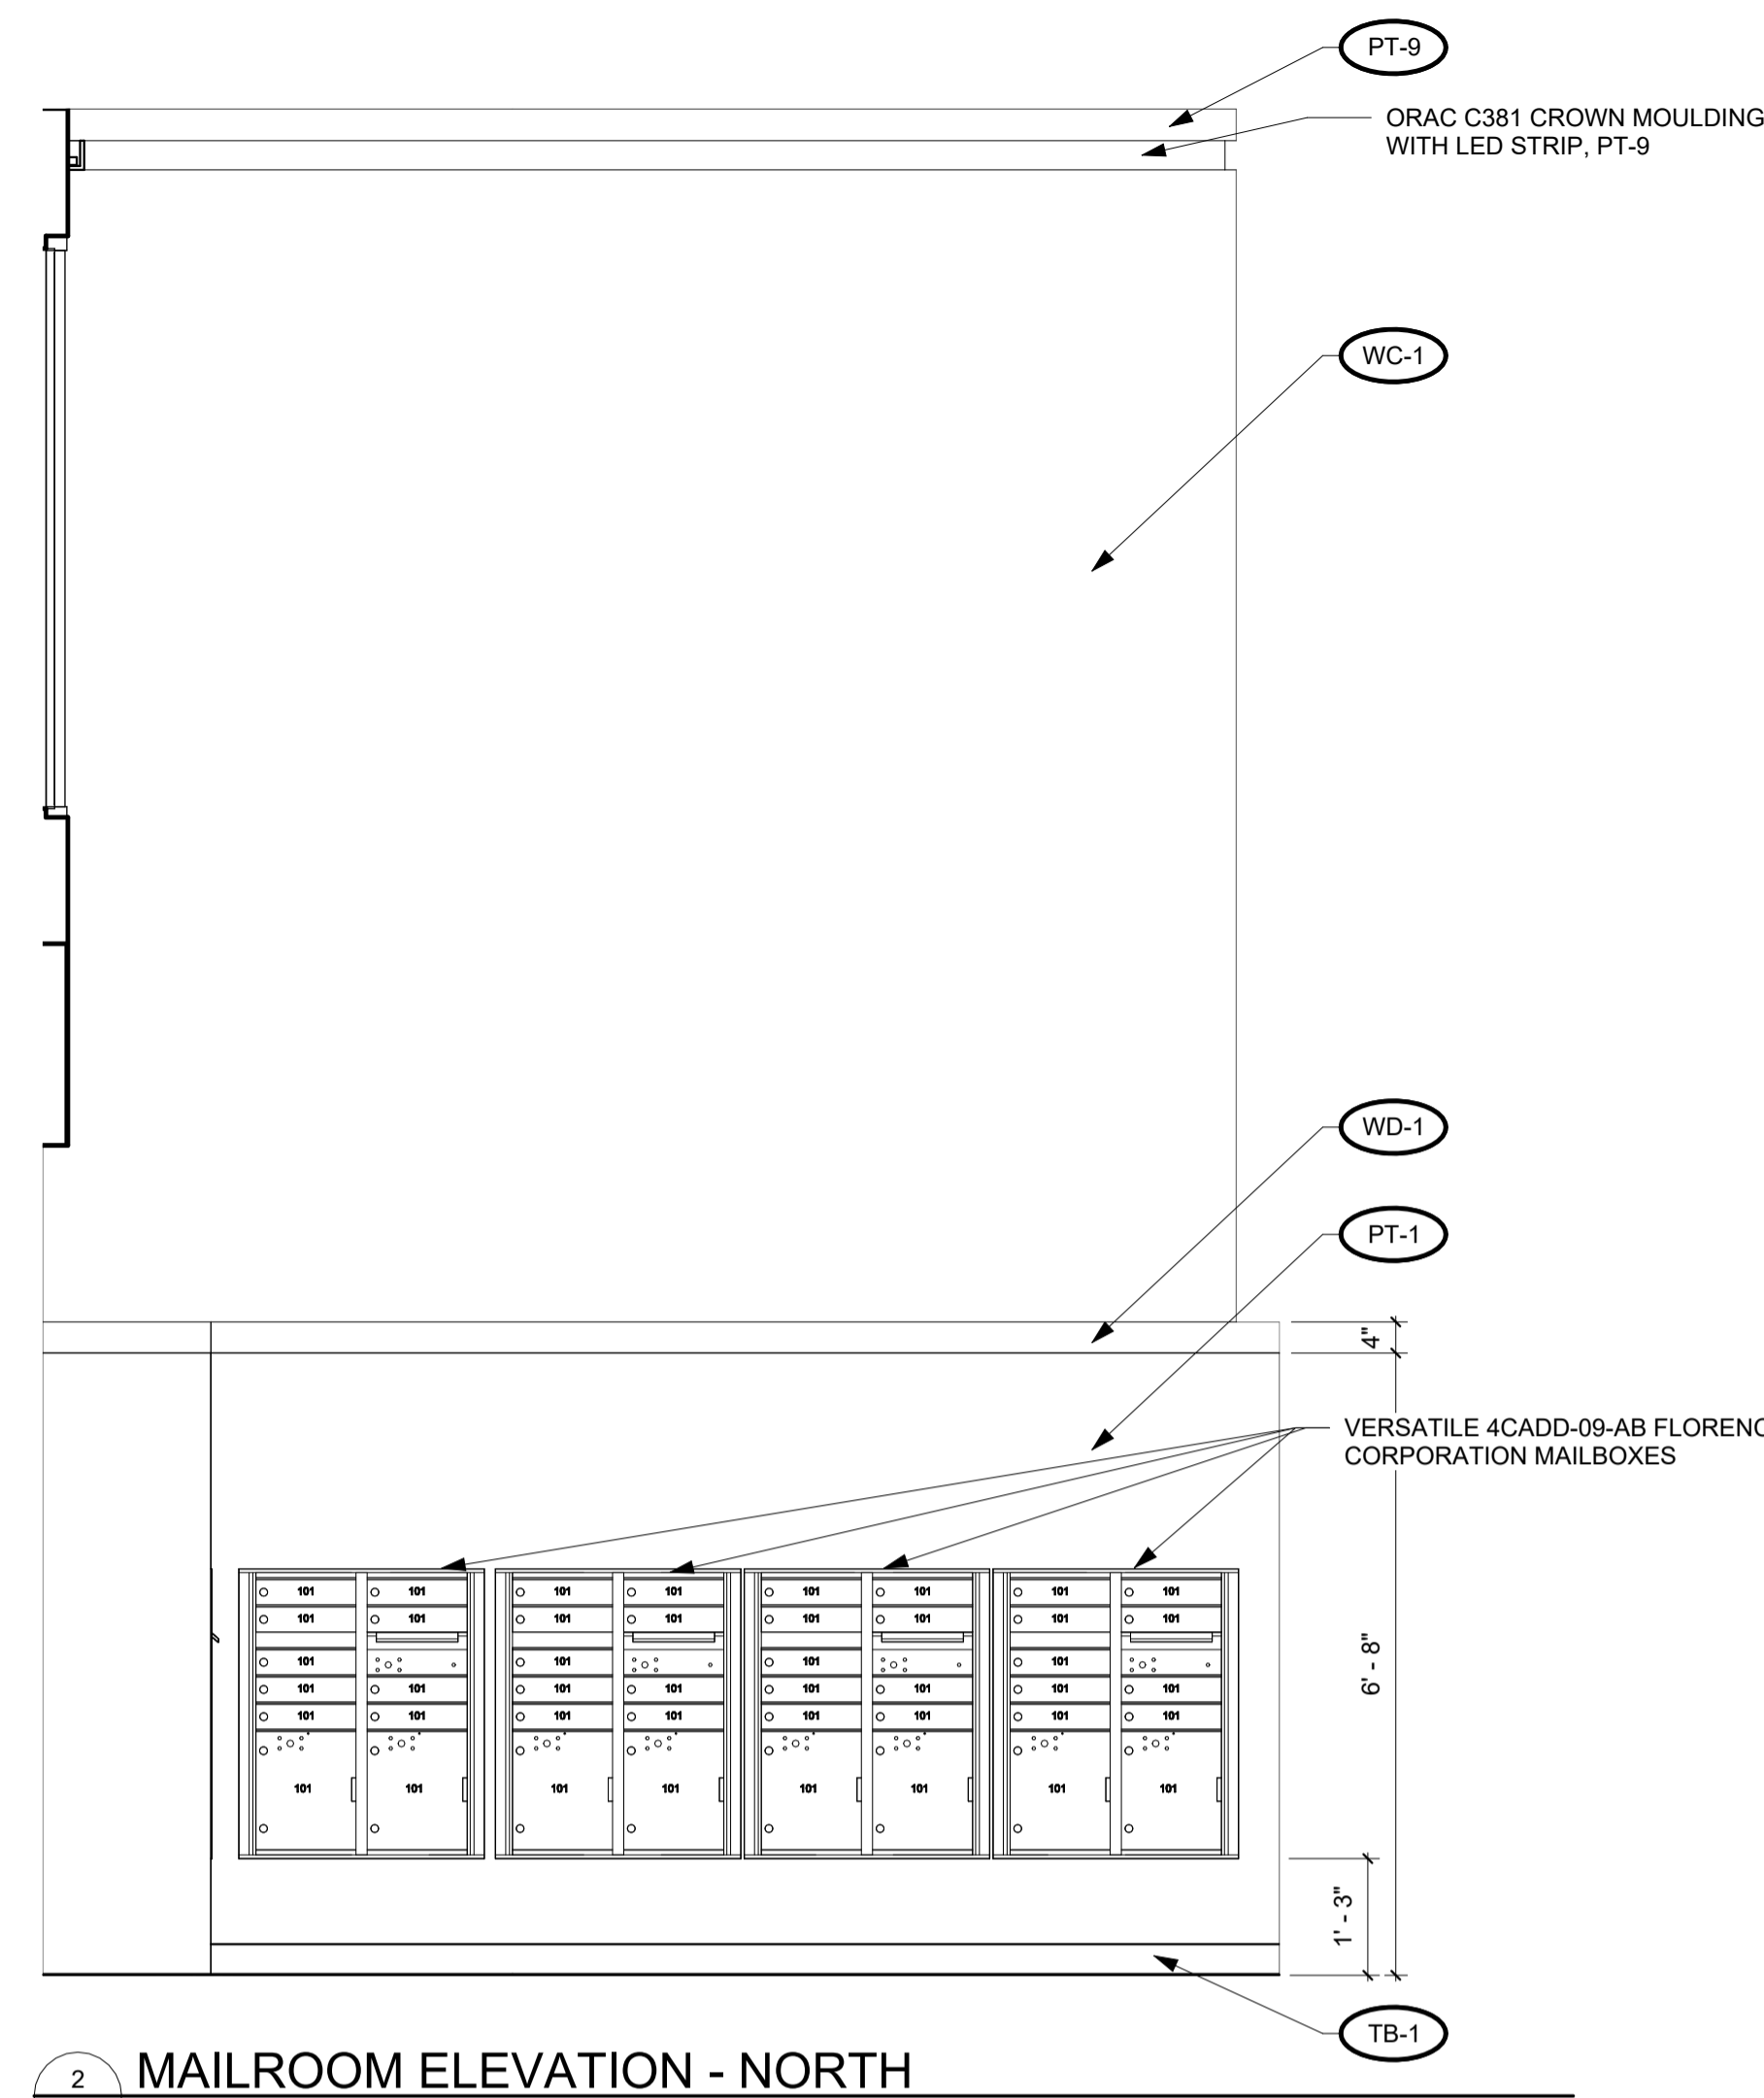 PT-9
ORAC C381 CROWN MOULDING
WITH LED STRIP, PT-9
WC-1
WD-1
PT-1
4"
VERSATILE 4CADD-09-AB FLORENC
CORPORATION MAILBOXES
101 101 101 101 101 101 101 101
101 101 101 101 101 101 101 101
101 101 101 101
101 101 101 101 101 101 101 101
101 101 101 101 101 101 101 101
101 101 101 101 101 101 101 101
6' - 8"
1' - 3"
TB-1
2 MAILROOM ELEVATION - NORTH